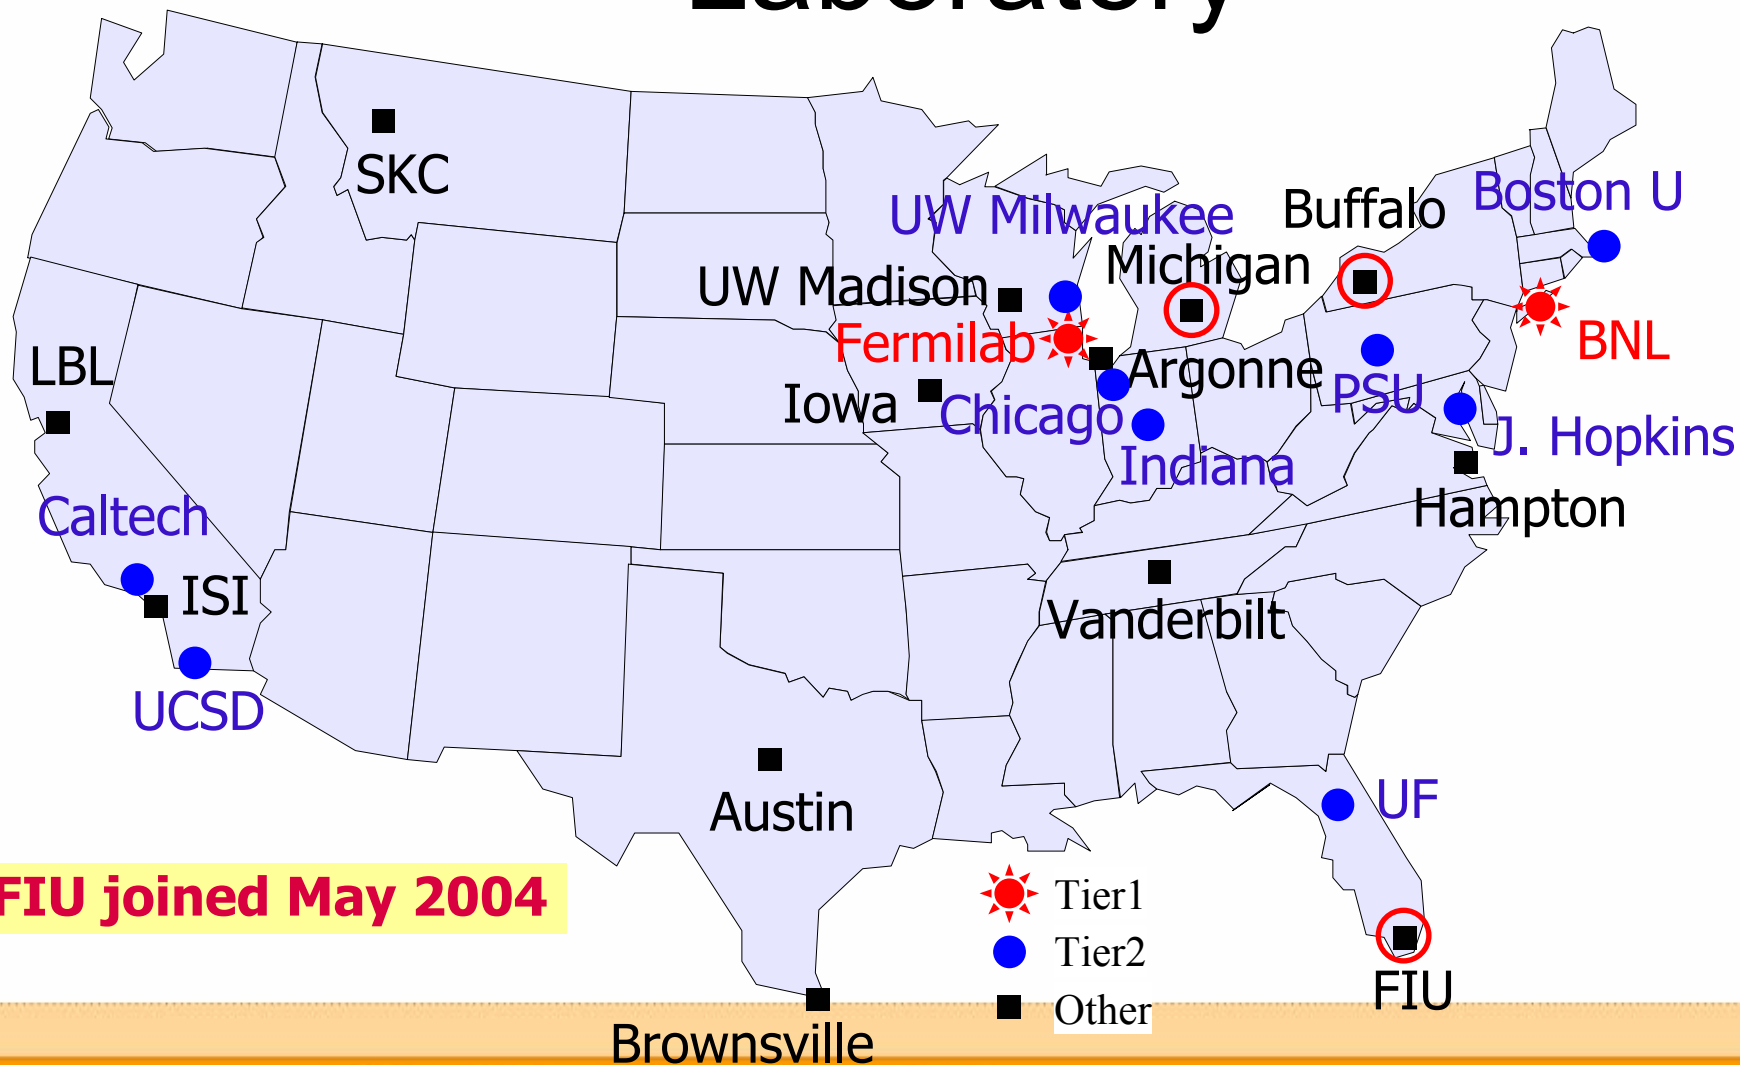 Laboratory
SKC
Boston U
Buffalo
UW Milwaukee
Michigan
UW Madison
Fermilab
BNL
LBL
Argonne
PSU
Iowa
Chicago
J. Hopkins
Indiana
Caltech
Hampton
ISI
Vanderbilt
UCSD
UF
Austin
FIU joined May 2004
Tier1
Tier2
Other
FIU
Brownsville